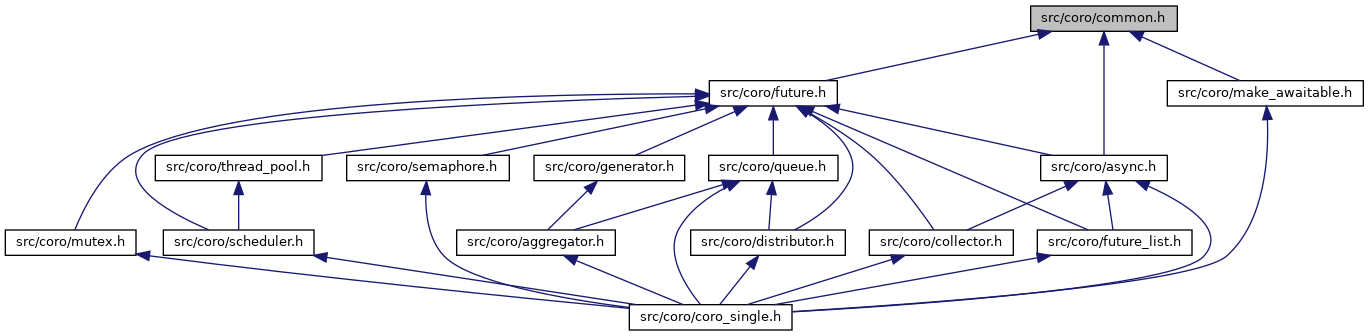 src/coro/common.h
src/coro/future.h
src/coro/make_awaitable.h
src/coro/thread_pool.h
src/coro/semaphore.h
src/coro/generator.h
src/coro/queue.h
src/coro/async.h
src/coro/mutex.h
src/coro/scheduler.h
src/coro/aggregator.h
src/coro/distributor.h
src/coro/collector.h
src/coro/future_list.h
src/coro/coro_single.h